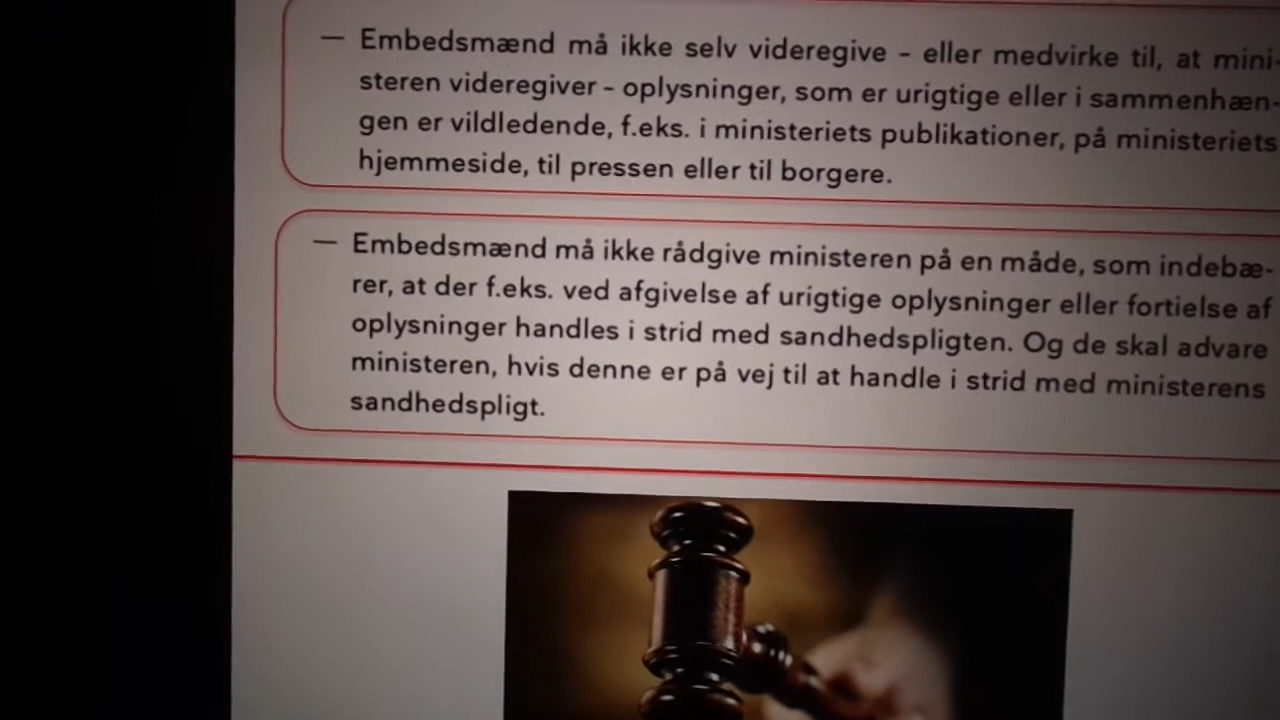 — Embedsmænd må ikke selv videregive – eller medvirke til, at mini-
steren videregiver – oplysninger, som er urigtige eller i sammenhæn-
gen er vildledende, f.eks. i ministeriets publikationer, på ministeriets
hjemmeside, til pressen eller til borgere.
— Embedsmænd må ikke rådgive ministeren på en måde, som indebæ-
rer, at der f.eks. ved afgivelse af urigtige oplysninger eller fortielse af
oplysninger handles i strid med sandhedspligten. Og de skal advare
ministeren, hvis denne er på vej til at handle i strid med ministerens
sandhedspligt.